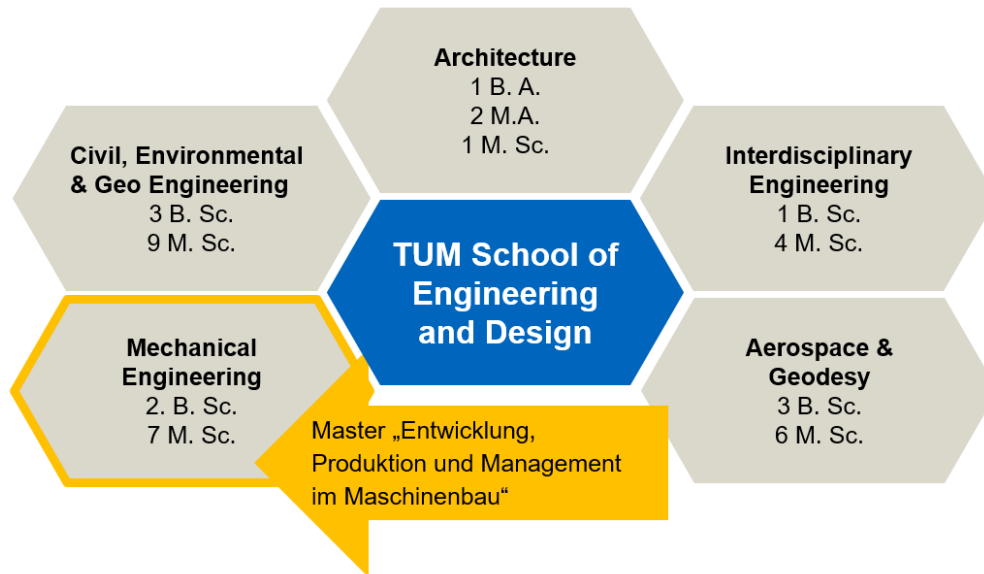 Architecture
1 B. A.
2 M.A.
1 M. Sc.
Civil, Environmental
& Geo Engineering
3 B. Sc.
9 M. Sc.
Interdisciplinary
Engineering
1 B. Sc.
4 M. Sc.
TUM School of
Engineering
and Design
Mechanical
Engineering
2. B. Sc.
7 M. Sc.
Aerospace &
Geodesy
3 B. Sc.
6 M. Sc.
Master „Entwicklung,
Produktion und Management
im Maschinenbau“